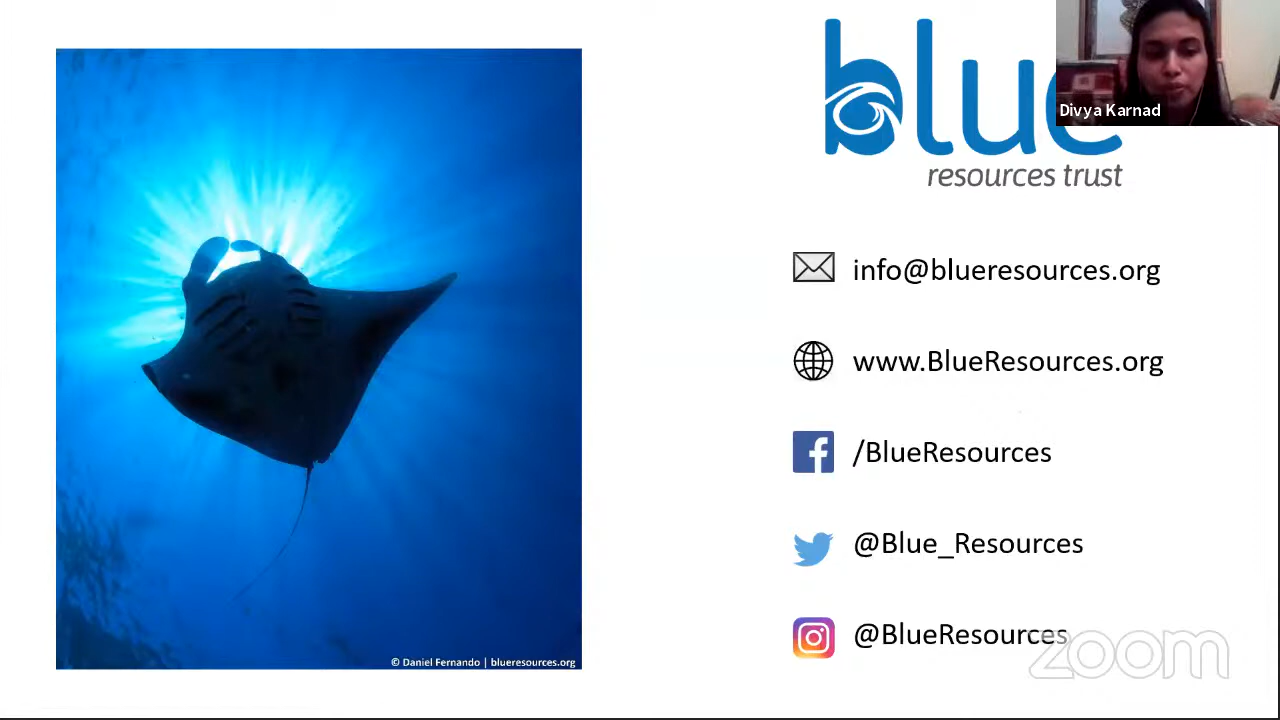 blue
Divya Karnad
resources trust
info@blueresources.org
www.BlueResources.org
/BlueResources
@Blue_Resources
@BlueResources
zoom
© Daniel Fernando | blueresources.org